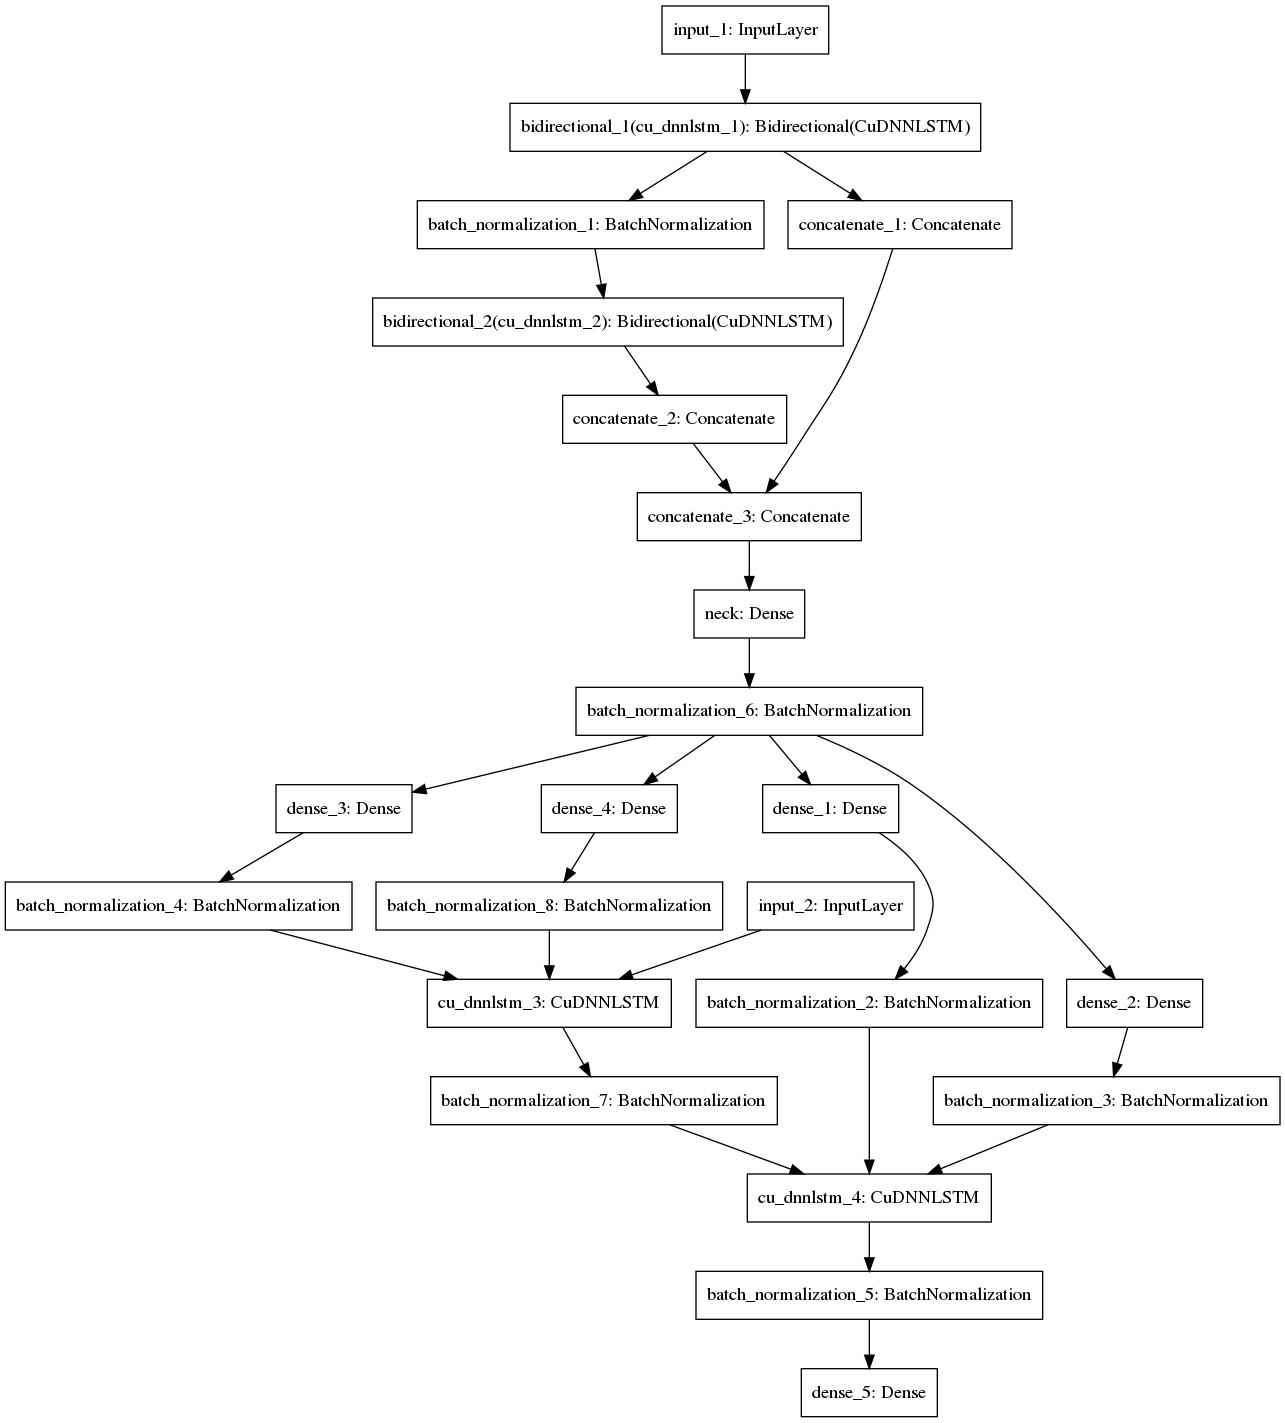 input_1: InputLayer
bidirectional_1(cu_dnnlstm_1): Bidirectional(CuDNNLSTM)
batch_normalization_1: BatchNormalization
concatenate_1: Concatenate
bidirectional_2(cu_dnnlstm_2): Bidirectional(CuDNNLSTM)
concatenate_2: Concatenate
concatenate_3: Concatenate
neck: Dense
batch_normalization_6: BatchNormalization
dense_3: Dense
dense_4: Dense
dense_1: Dense
batch_normalization_4: BatchNormalization
batch_normalization_8: BatchNormalization
input_2: InputLayer
cu_dnnlstm_3: CuDNNLSTM
batch_normalization_2: BatchNormalization
dense_2: Dense
batch_normalization_7: BatchNormalization
batch_normalization_3: BatchNormalization
cu_dnnlstm_4: CuDNNLSTM
batch_normalization_5: BatchNormalization
dense_5: Dense